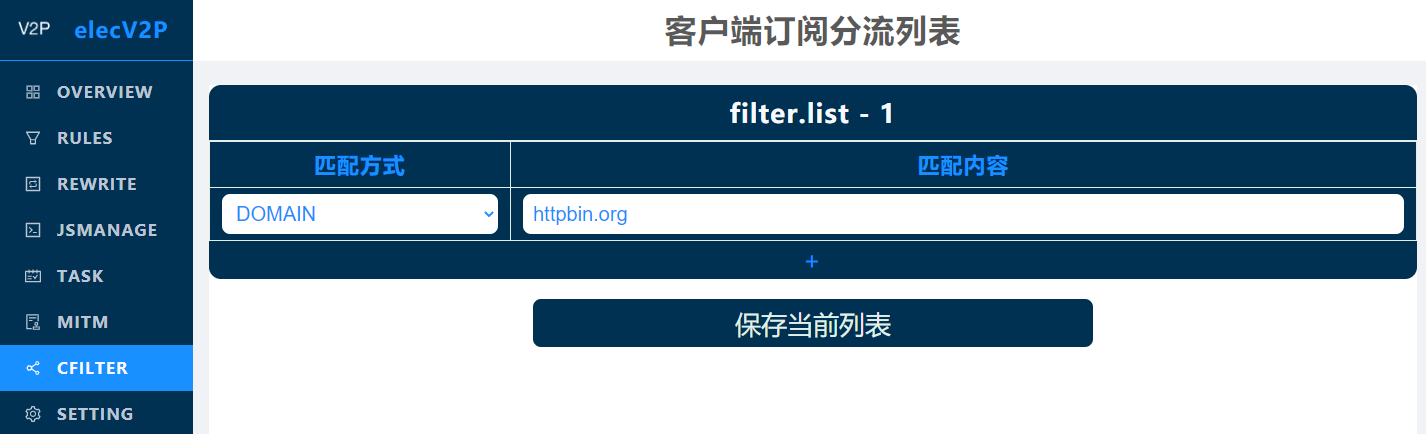 V2P elecV2P
OVERVIEW
RULES
REWRITE
JSMANAGE
TASK
MITM
CFILTER
SETTING
客户端订阅分流列表
filter.list - 1
匹配方式 匹配内容
DOMAIN httpbin.org
+
保存当前列表